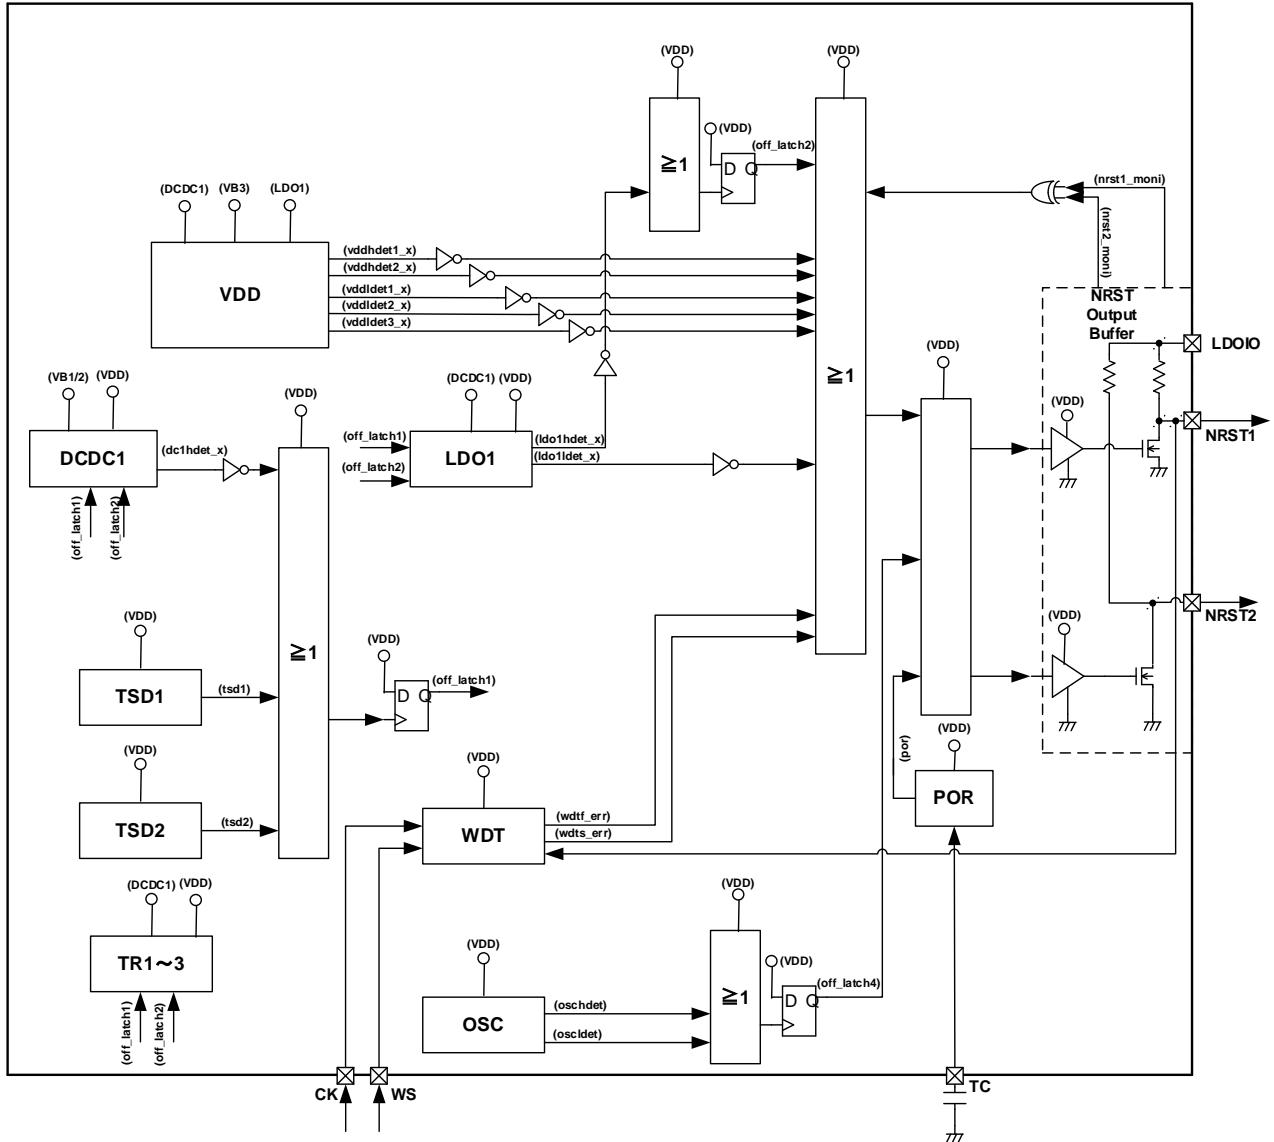 (VDD)
(VDD)
≧1
(VDD)
D Q
(off_latch2)
(nrst1_moni)
(nrst2_moni)
(DCDC1)
(VB3)
(LDO1)
VDD
(vddhdet1_x)
(vddhdet2_x)
(vddldet1_x)
(vddldet2_x)
(vddldet3_x)
≧1
NRST
Output
Buffer
LDOIO
(VDD)
(VDD)
NRST1
(VB1/2)
(VDD)
DCDC1
(dc1hdet_x)
(off_latch1)
(off_latch2)
(VDD)
≧1
(DCDC1)
(VDD)
(off_latch1)
(off_latch2)
LDO1
(ldo1hdet_x)
(ldo1ldet_x)
NRST2
(VDD)
(VDD)
TSD1
(tsd1)
(VDD)
D Q
(off_latch1)
(VDD)
TSD2
(tsd2)
(VDD)
WDT
(wdtf_err)
(wdts_err)
(por)
(VDD)
POR
(DCDC1)
(VDD)
TR1~3
(off_latch1)
(off_latch2)
(VDD)
OSC
(oschdet)
(oscldet)
(VDD)
≧1
(VDD)
D Q
(off_latch4)
CK
WS
TC